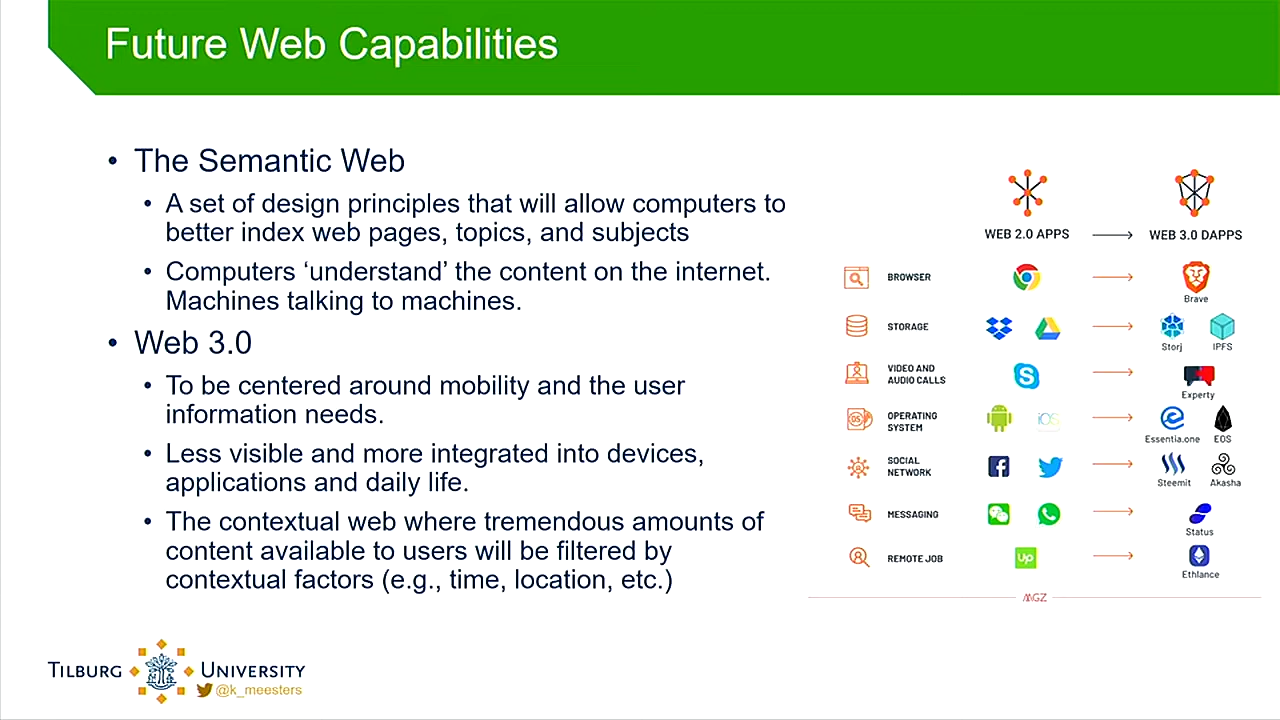 Future Web Capabilities
• The Semantic Web
• A set of design principles that will allow computers to
better index web pages, topics, and subjects
• Computers ‘understand’ the content on the internet.
Machines talking to machines.
• Web 3.0
• To be centered around mobility and the user
information needs.
• Less visible and more integrated into devices,
applications and daily life.
• The contextual web where tremendous amounts of
content available to users will be filtered by
contextual factors (e.g., time, location, etc.)
WEB 2.0 APPS
WEB 3.0 DAPPS
BROWSER
Brave
STORAGE
Storj
IPFS
VIDEO AND
AUDIO CALLS
S
Experty
OS
OPERATING
SYSTEM
iOS
Essentia.one
EOS
SOCIAL
NETWORK
f
Steemit
Akasha
MESSAGING
Status
REMOTE JOB
Up
Ethlance
TILBURG UNIVERSITY
@k_meesters